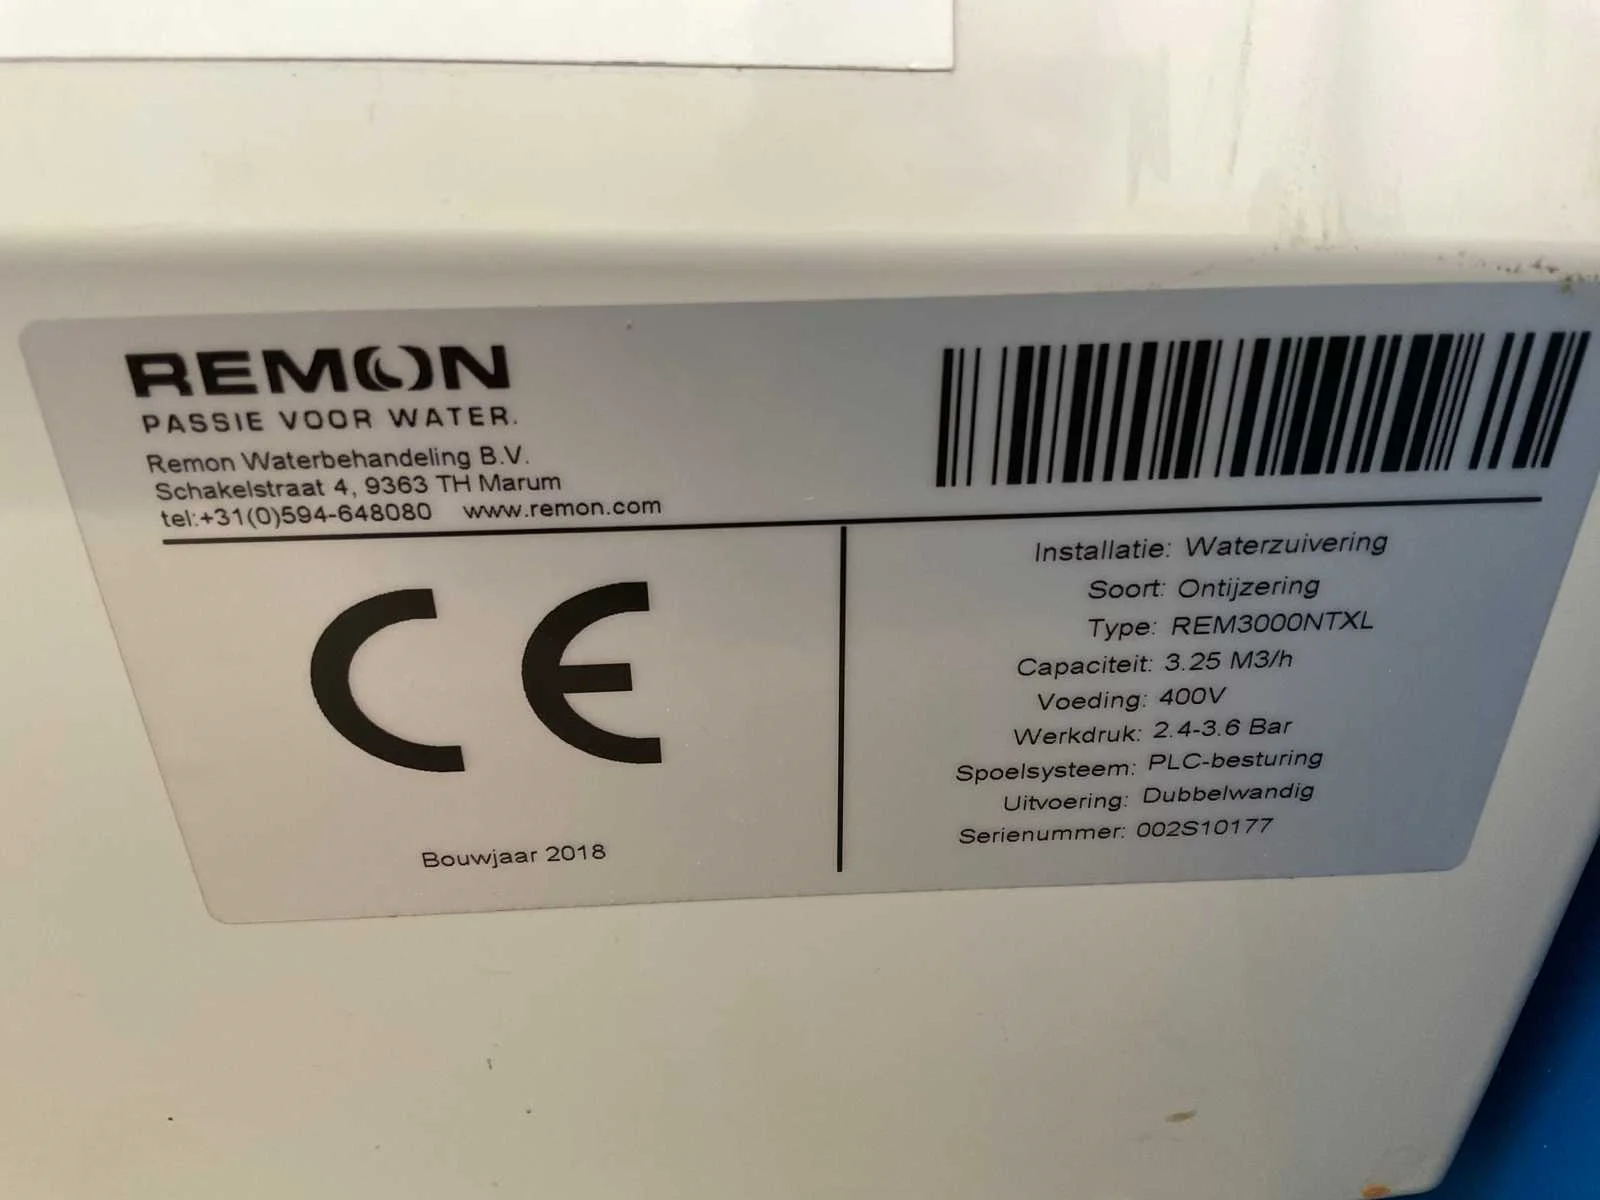 REMON
PASSIE VOOR WATER.
Remon Waterbehandeling B.V.
Schakelstraat 4, 9363 TH Marum
tel:+31(0)594-648080 www.remon.com
CE
Bouwjaar 2018
Installatie: Waterzuivering
Soort: Ontijzering
Type: REM3000NTXL
Capaciteit: 3.25 M3/h
Voeding: 400V
Werkdruk: 2.4-3.6 Bar
Spoelsysteem: PLC-besturing
Uitvoering: Dubbelwandig
Serienummer: 002S10177